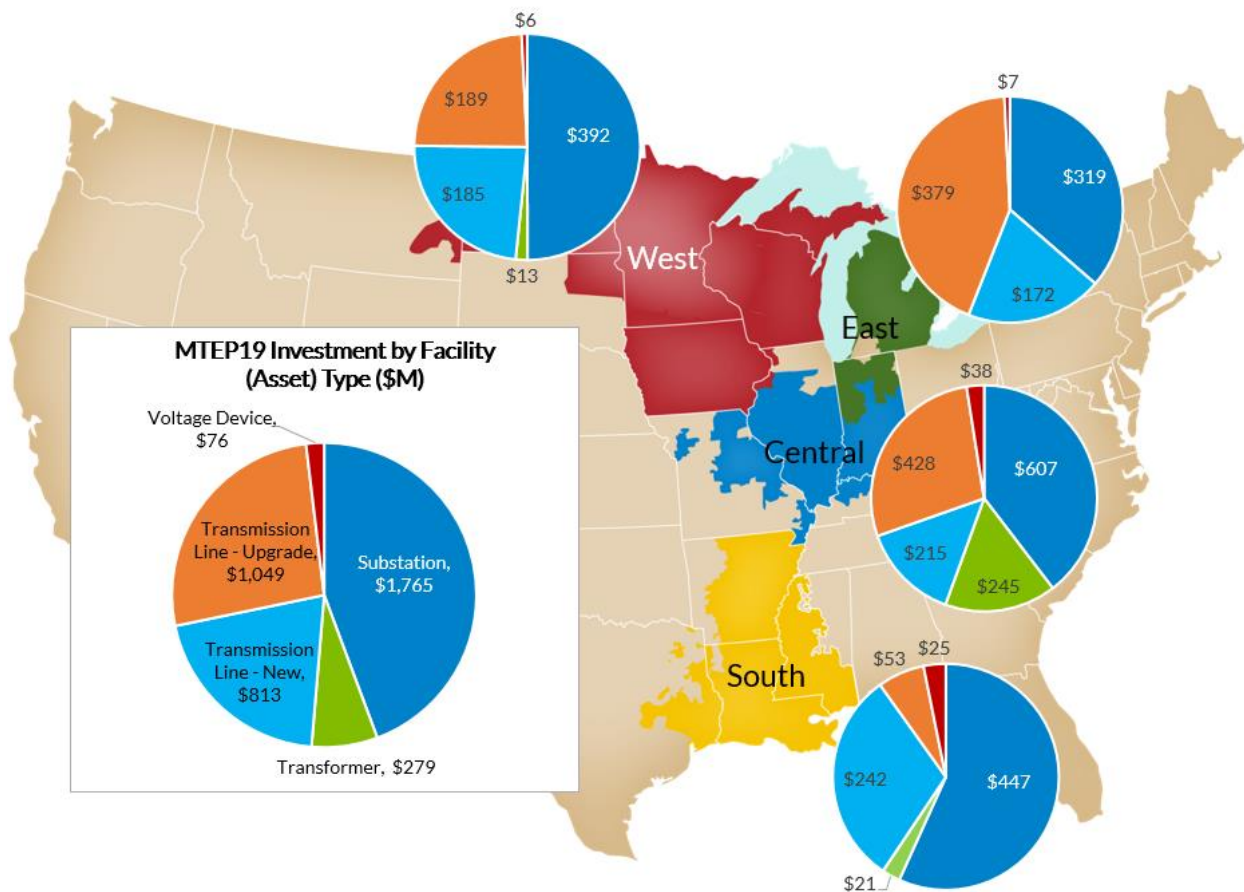 $6
$189
$392
$185
$13
$7
$379
$319
$172
West
East
Central
South
MTEP19 Investment by Facility
(Asset) Type ($M)
Voltage Device,
$76
Transmission
Line - Upgrade,
$1,049
Substation,
$1,765
Transmission
Line - New,
$813
Transformer, $279
$38
$428
$607
$215
$245
$53
$25
$242
$447
$21